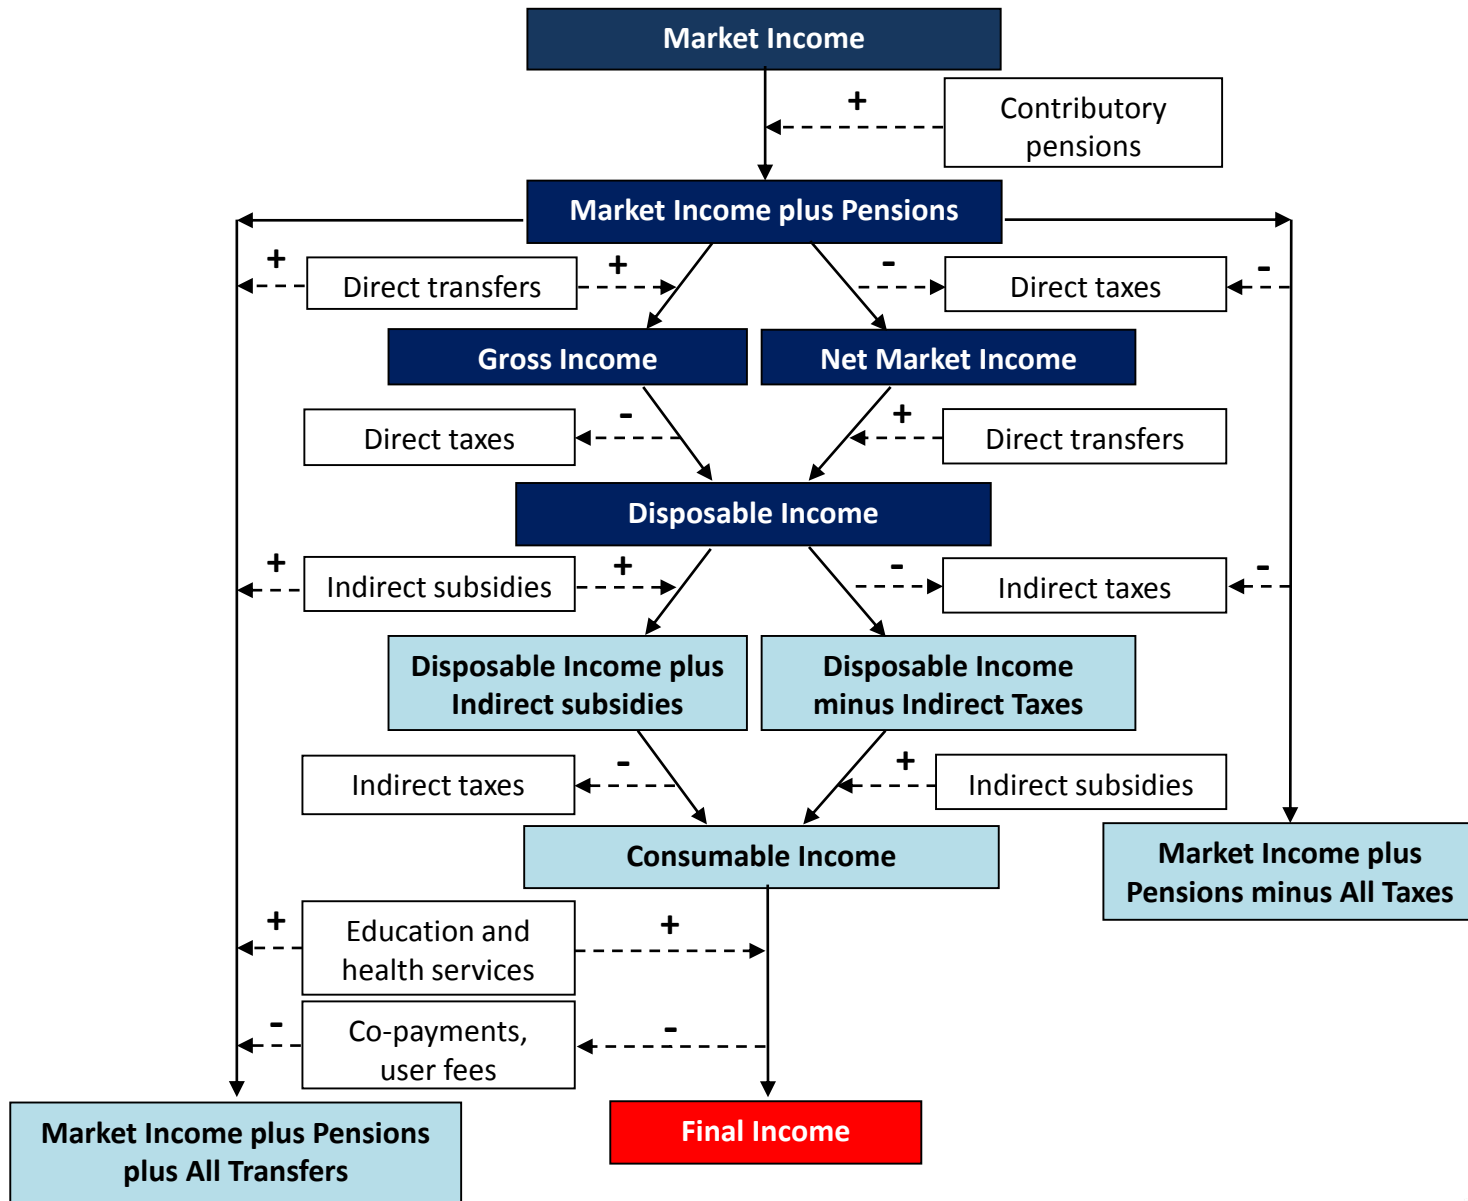 Market Income
+
Contributory
pensions
Market Income plus Pensions
+
Direct transfers
+
-
Direct taxes
-
Gross Income
Net Market Income
Direct taxes
-
+
Direct transfers
Disposable Income
+
Indirect subsidies
+
-
Indirect taxes
-
Disposable Income plus
Indirect subsidies
Disposable Income
minus Indirect Taxes
Indirect taxes
-
+
Indirect subsidies
Consumable Income
Market Income plus
Pensions minus All Taxes
+
Education and
health services
+
-
Co-payments,
user fees
-
Market Income plus Pensions
plus All Transfers
Final Income